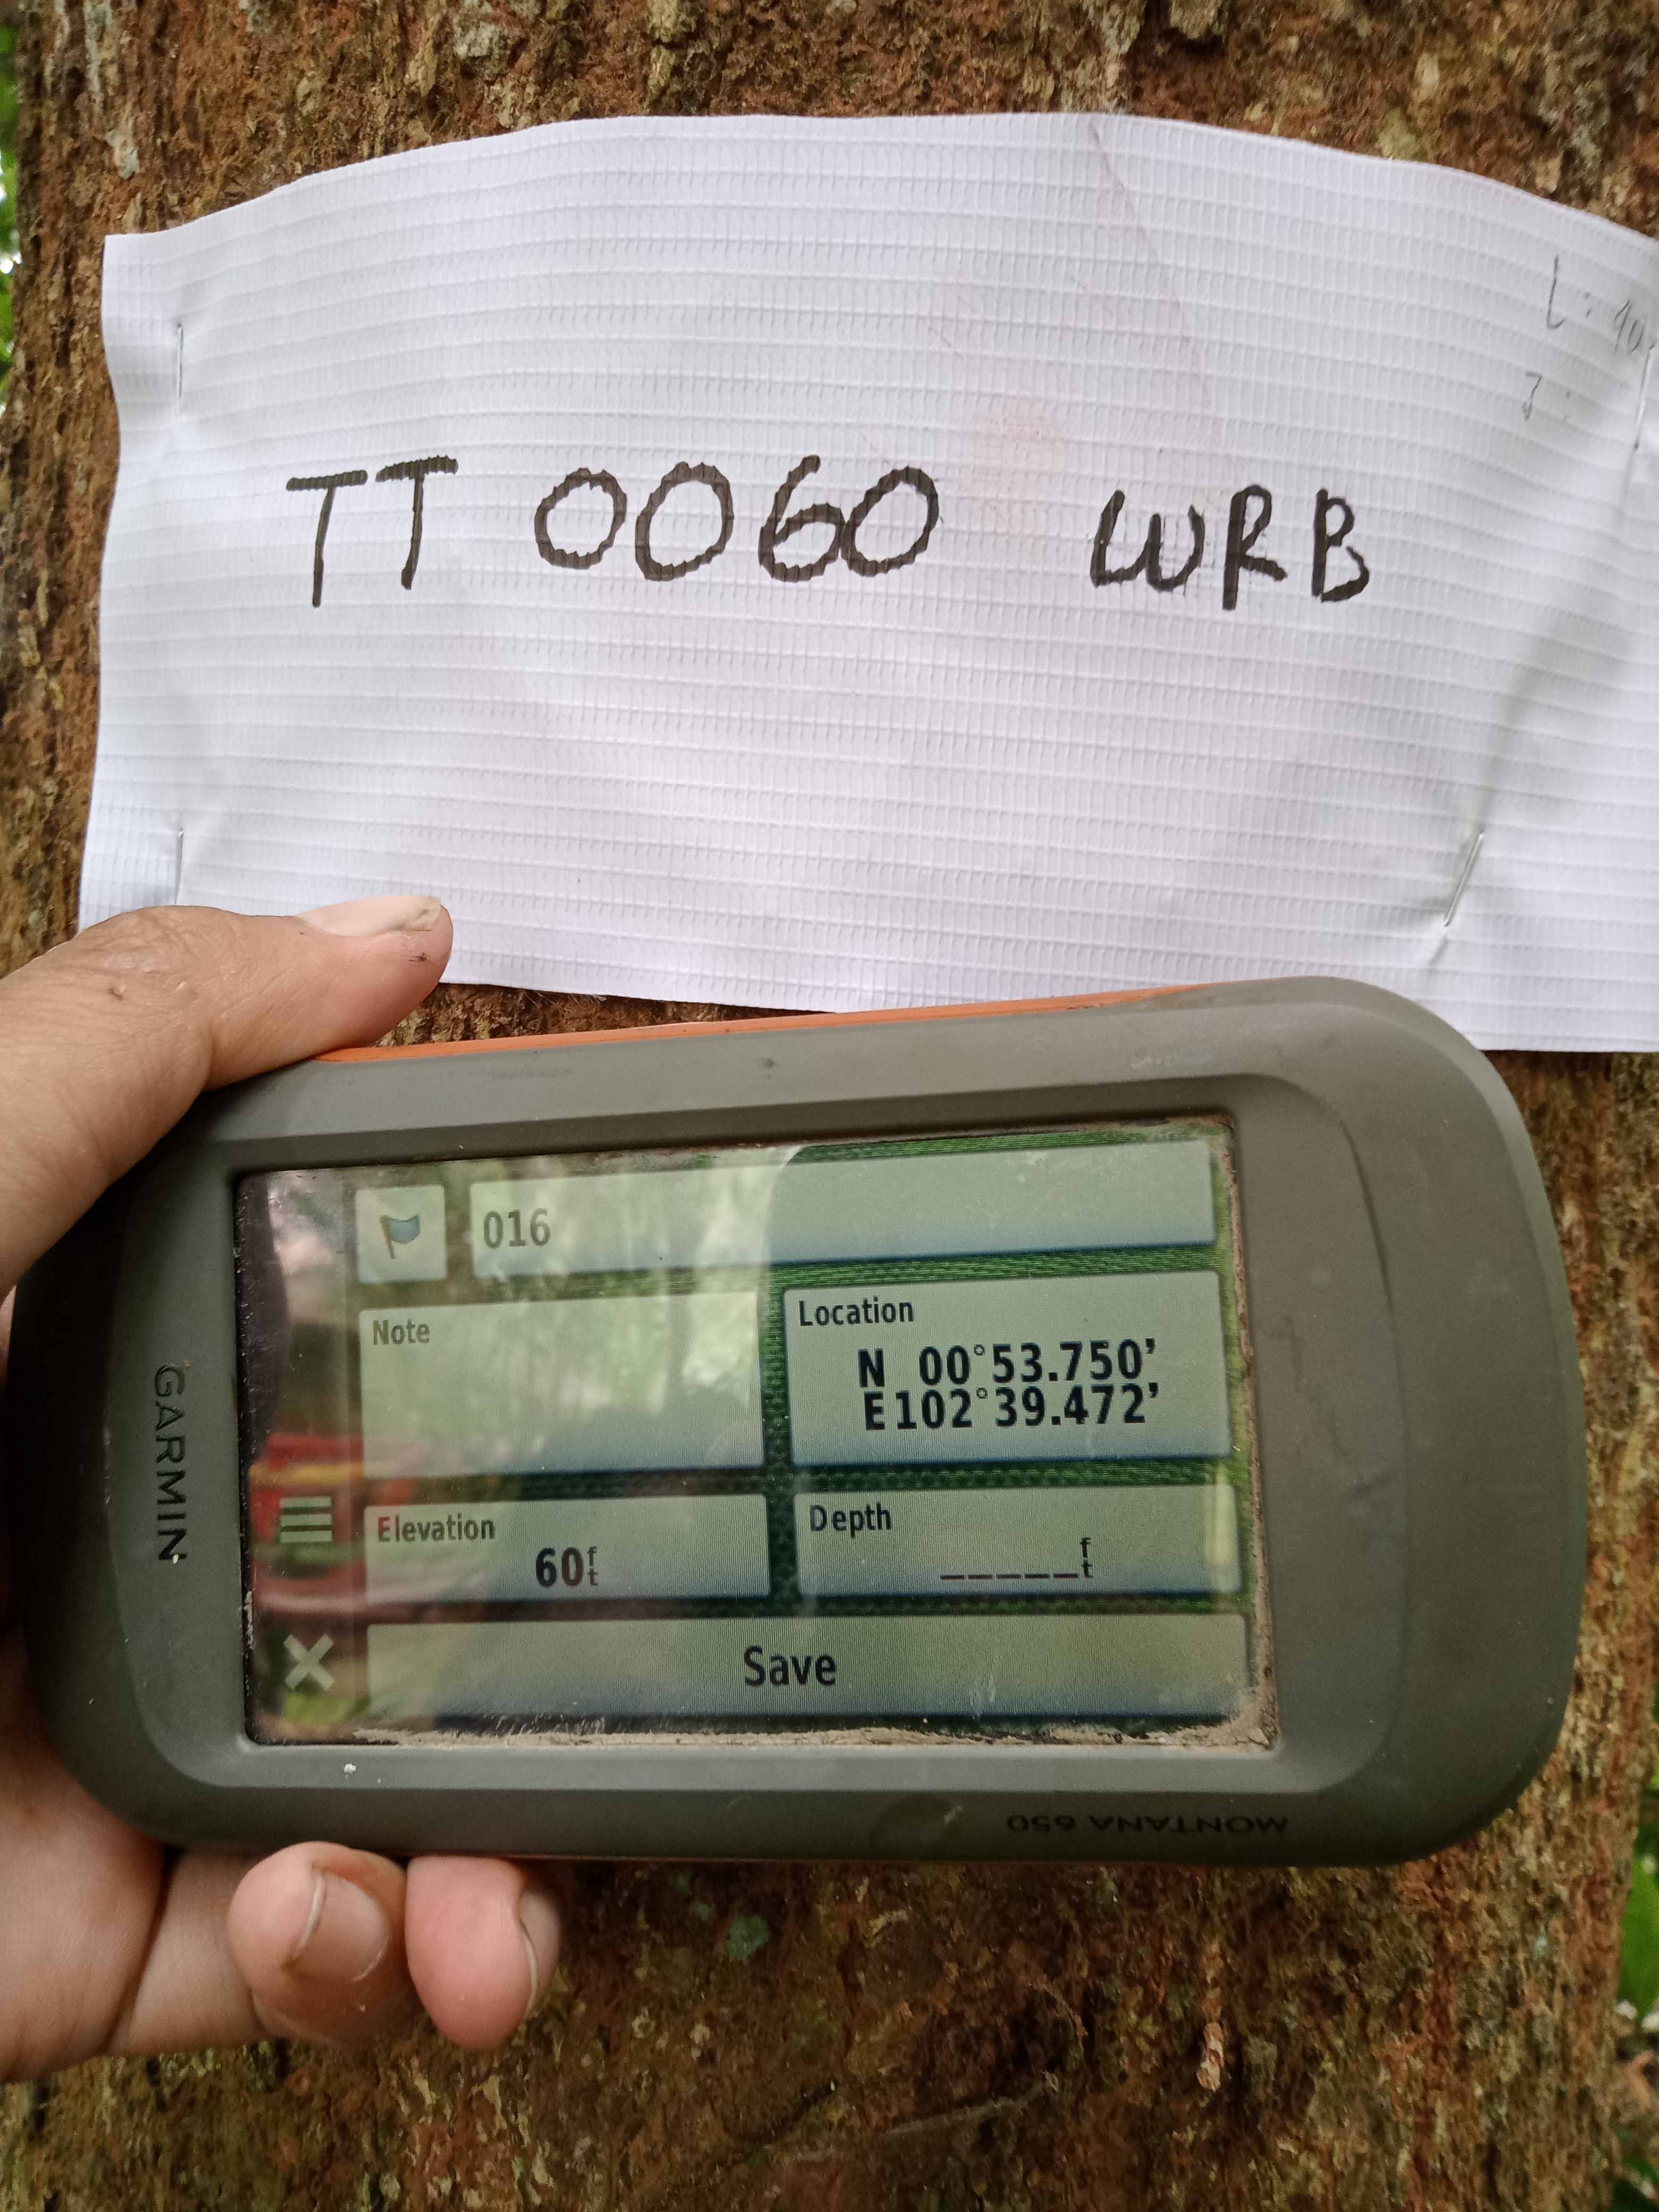 TT 0060 WRB
GARMIN
016
Note
Location
N 00°53.750'
E102°39.472'
Elevation
60ft
Depth
_____ft
Save
MONTANA 650